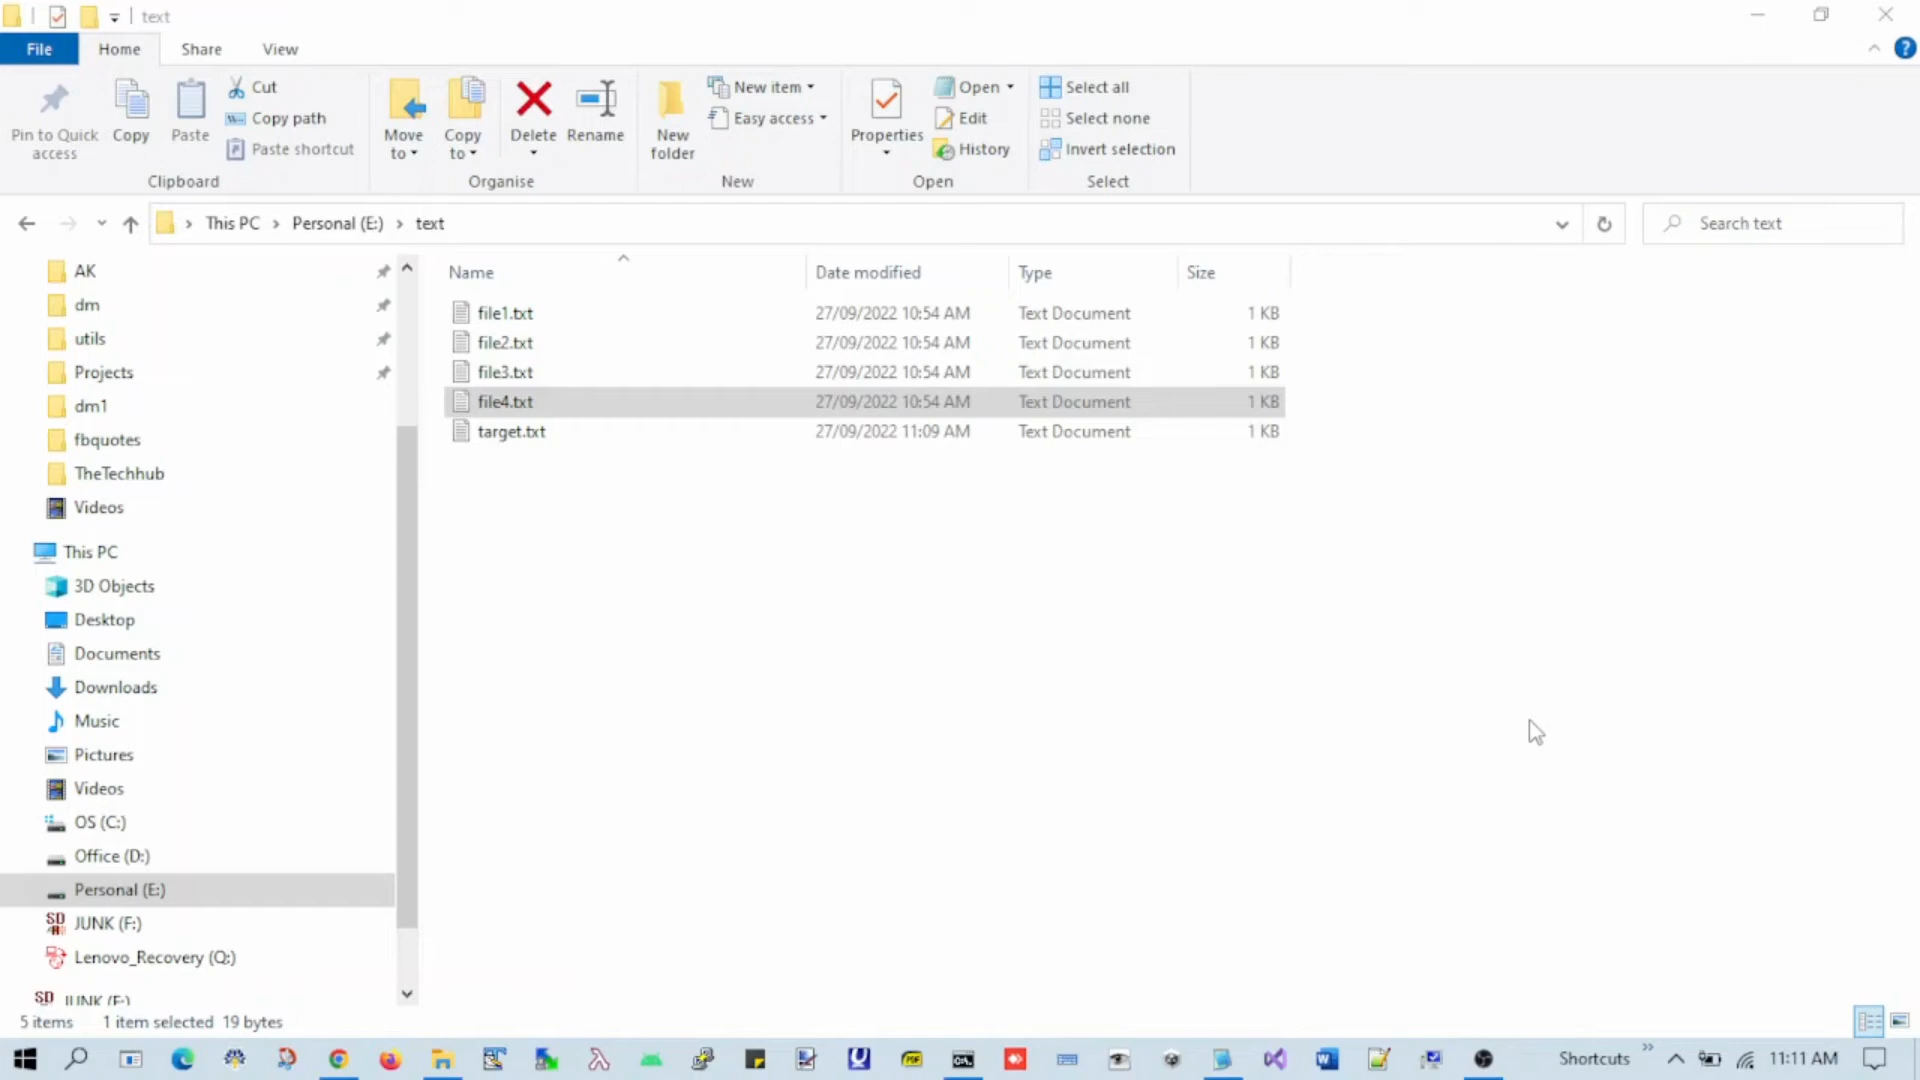 text
File Home Share View
Pin to Quick access
Copy
Paste
Cut
Copy path
Paste shortcut
Clipboard
Move to
Copy to
Delete
Rename
Organise
New folder
New item
Easy access
New
Properties
Open
Edit
History
Open
Select all
Select none
Invert selection
Select
This PC > Personal (E:) > text
Search text
AK
dm
utils
Projects
dm1
fbquotes
TheTechhub
Videos
This PC
3D Objects
Desktop
Documents
Downloads
Music
Pictures
Videos
OS (C:)
Office (D:)
Personal (E:)
JUNK (F:)
Lenovo_Recovery (Q:)
JUNK (F:)
Name Date modified Type Size
file1.txt 27/09/2022 10:54 AM Text Document 1 KB
file2.txt 27/09/2022 10:54 AM Text Document 1 KB
file3.txt 27/09/2022 10:54 AM Text Document 1 KB
file4.txt 27/09/2022 10:54 AM Text Document 1 KB
target.txt 27/09/2022 11:09 AM Text Document 1 KB
5 items 1 item selected 19 bytes
Shortcuts 11:11 AM